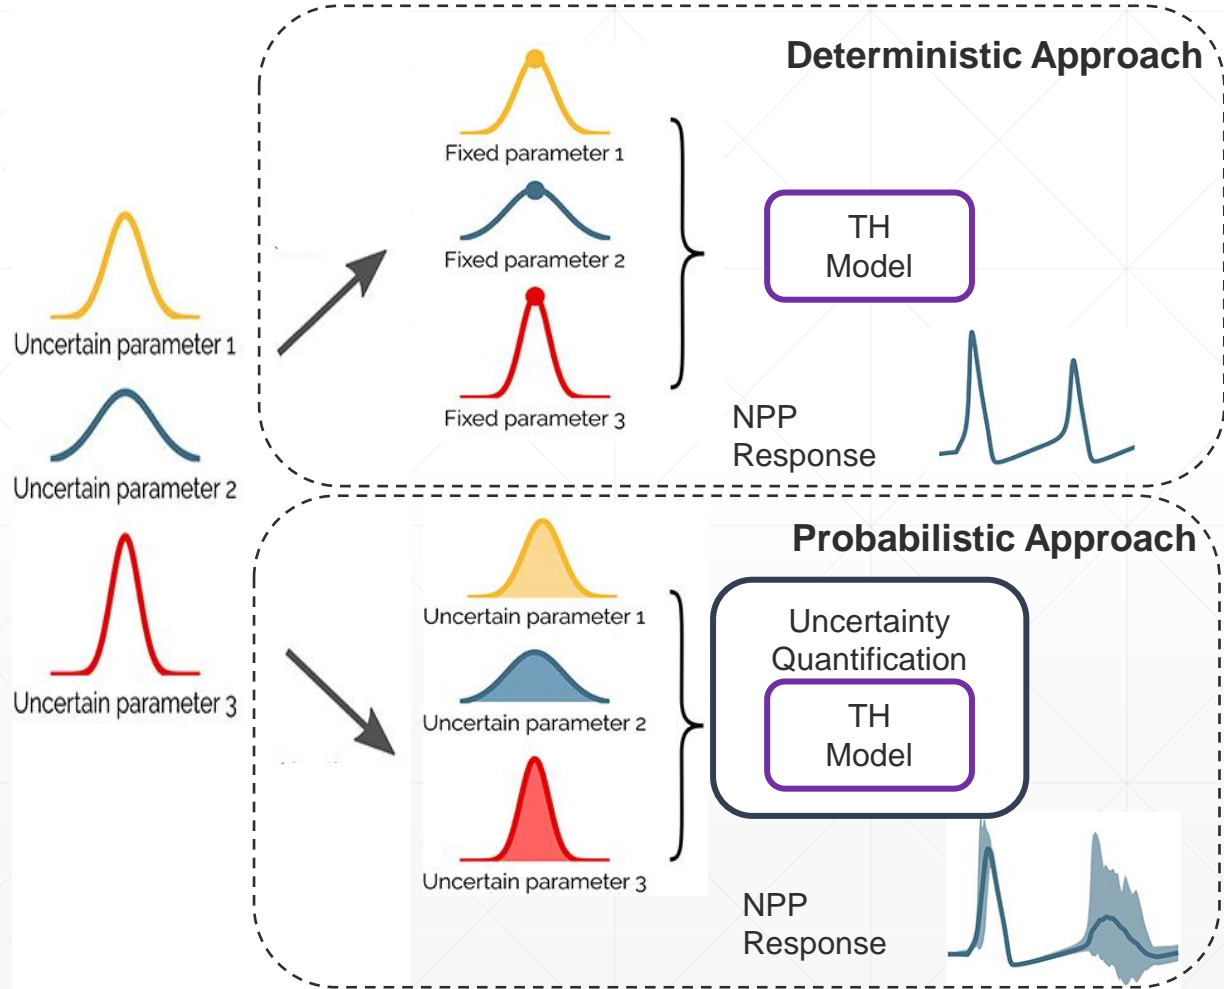 Deterministic Approach
Fixed parameter 1
Fixed parameter 2
Fixed parameter 3
TH
Model
NPP
Response
Uncertain parameter 1
Uncertain parameter 2
Uncertain parameter 3
Probabilistic Approach
Uncertain parameter 1
Uncertain parameter 2
Uncertain parameter 3
Uncertainty
Quantification
TH
Model
NPP
Response